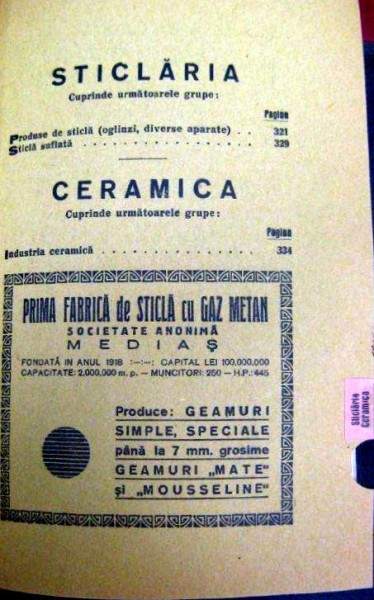 STICLĂRIA
Cuprinde următoarele grupe:
Pagina
Produse de sticlă (oglinzi, diverse aparate) . . 321
Sticlă suflată . . . . . . . . . . . . . . . . . 329
CERAMICA
Cuprinde următoarele grupe:
Pagina
Industria ceramică . . . . . . . . . . . . . . 334
PRIMA FABRICĂ de STICLĂ cu GAZ METAN
SOCIETATE ANONIMĂ
MEDIAŞ
FONDATĂ IN ANUL 1918 :—:—: CAPITAL LEI 100.000.000
CAPACITATE: 2.000.000 m. p. — MUNCITORI: 250 — H.P.: 445
Produce: GEAMURI
SIMPLE, SPECIALE
până la 7 mm. grosime
GEAMURI „MATE"
şi „MOUSSELINE"
Sticlăria
Ceramica